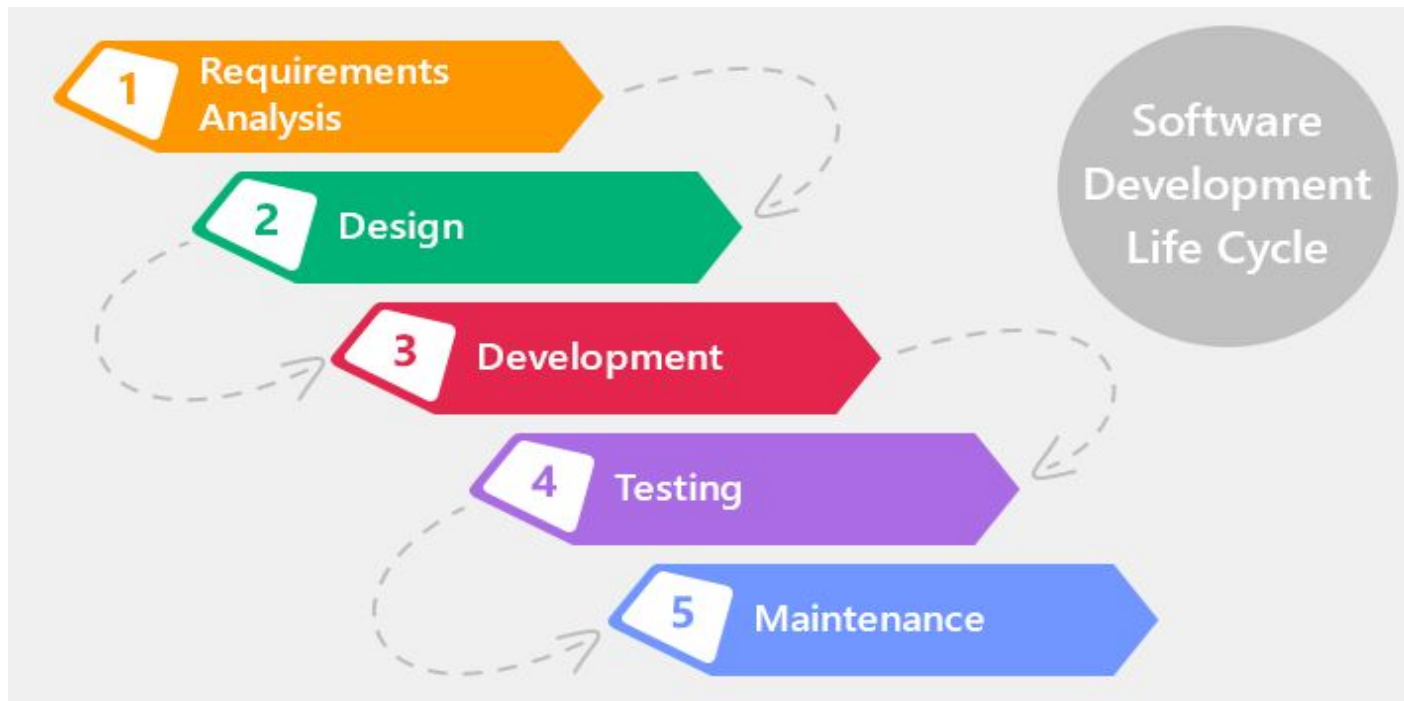 1
Requirements
Analysis
2
Design
3
Development
4
Testing
5
Maintenance
Software
Development
Life Cycle